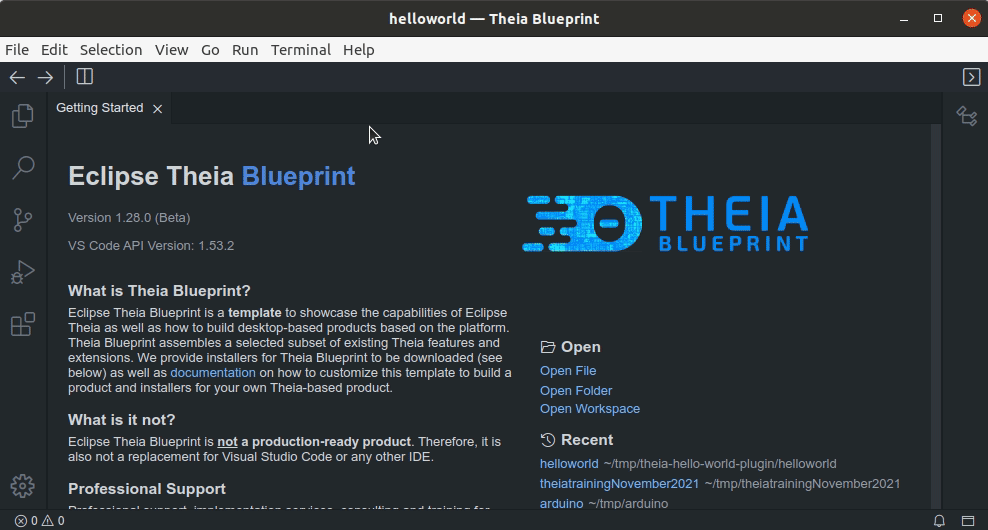 helloworld — Theia Blueprint
File Edit Selection View Go Run Terminal Help
Getting Started
Eclipse Theia Blueprint
Version 1.28.0 (Beta)
VS Code API Version: 1.53.2
THEIA
BLUEPRINT
What is Theia Blueprint?
Eclipse Theia Blueprint is a template to showcase the capabilities of Eclipse
Theia as well as how to build desktop-based products based on the platform.
Theia Blueprint assembles a selected subset of existing Theia features and
extensions. We provide installers for Theia Blueprint to be downloaded (see
below) as well as documentation on how to customize this template to build a
product and installers for your own Theia-based product.
What is it not?
Eclipse Theia Blueprint is not a production-ready product. Therefore, it is
also not a replacement for Visual Studio Code or any other IDE.
Professional Support
Professional support, implementation services, consulting and training for
Open
Open File
Open Folder
Open Workspace
Recent
helloworld ~/tmp/theia-hello-world-plugin/helloworld
theiatrainingNovember2021 ~/tmp/theiatrainingNovember2021
arduino ~/tmp/arduino
0 0